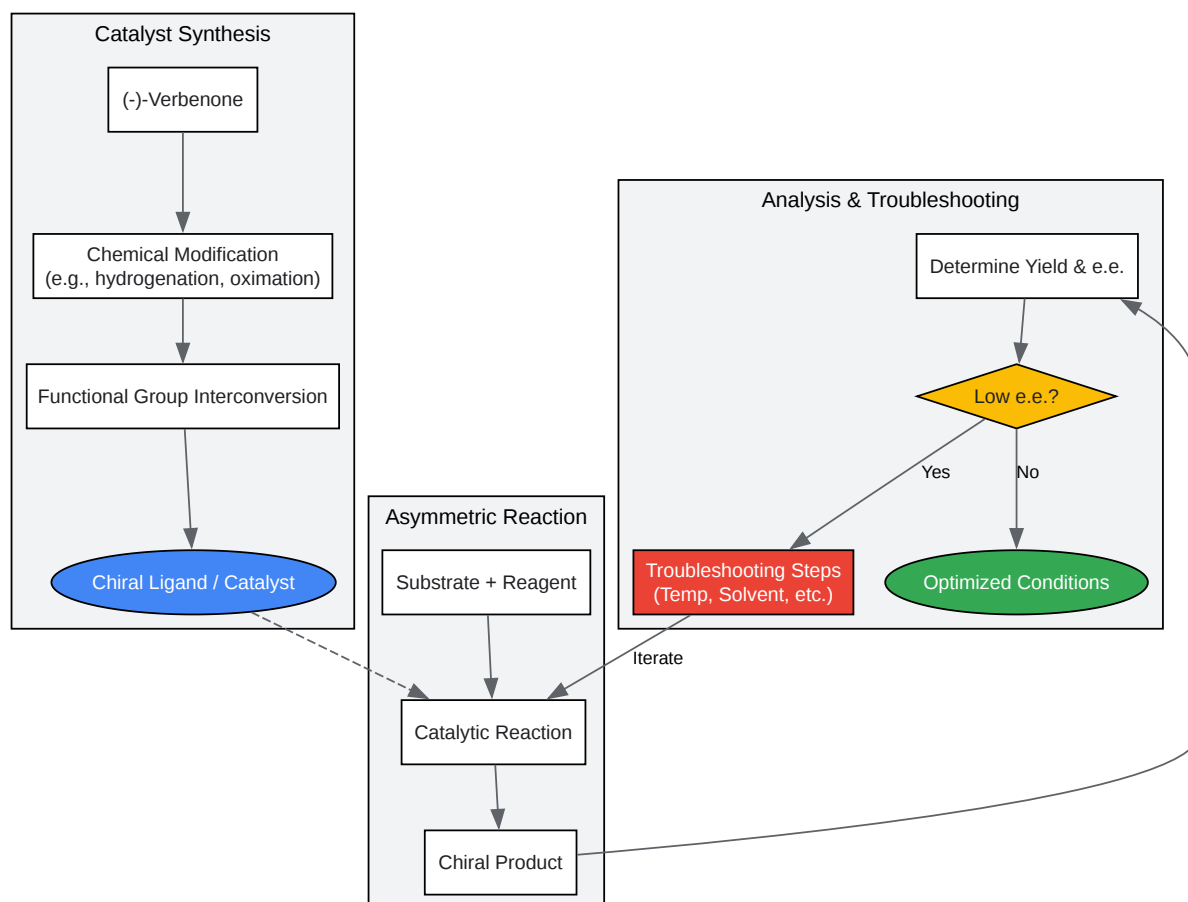 Catalyst Synthesis
(-)-Verbenone
Chemical Modification
(e.g., hydrogenation, oximation)
Functional Group Interconversion
Chiral Ligand / Catalyst
Asymmetric Reaction
Substrate + Reagent
Catalytic Reaction
Chiral Product
Analysis & Troubleshooting
Determine Yield & e.e.
Low e.e.?
Yes
No
Troubleshooting Steps
(Temp, Solvent, etc.)
Optimized Conditions
Iterate